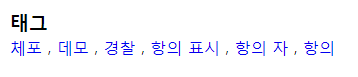 태그
체포 , 데모 , 경찰 , 항의 표시 , 항의 자 , 항의